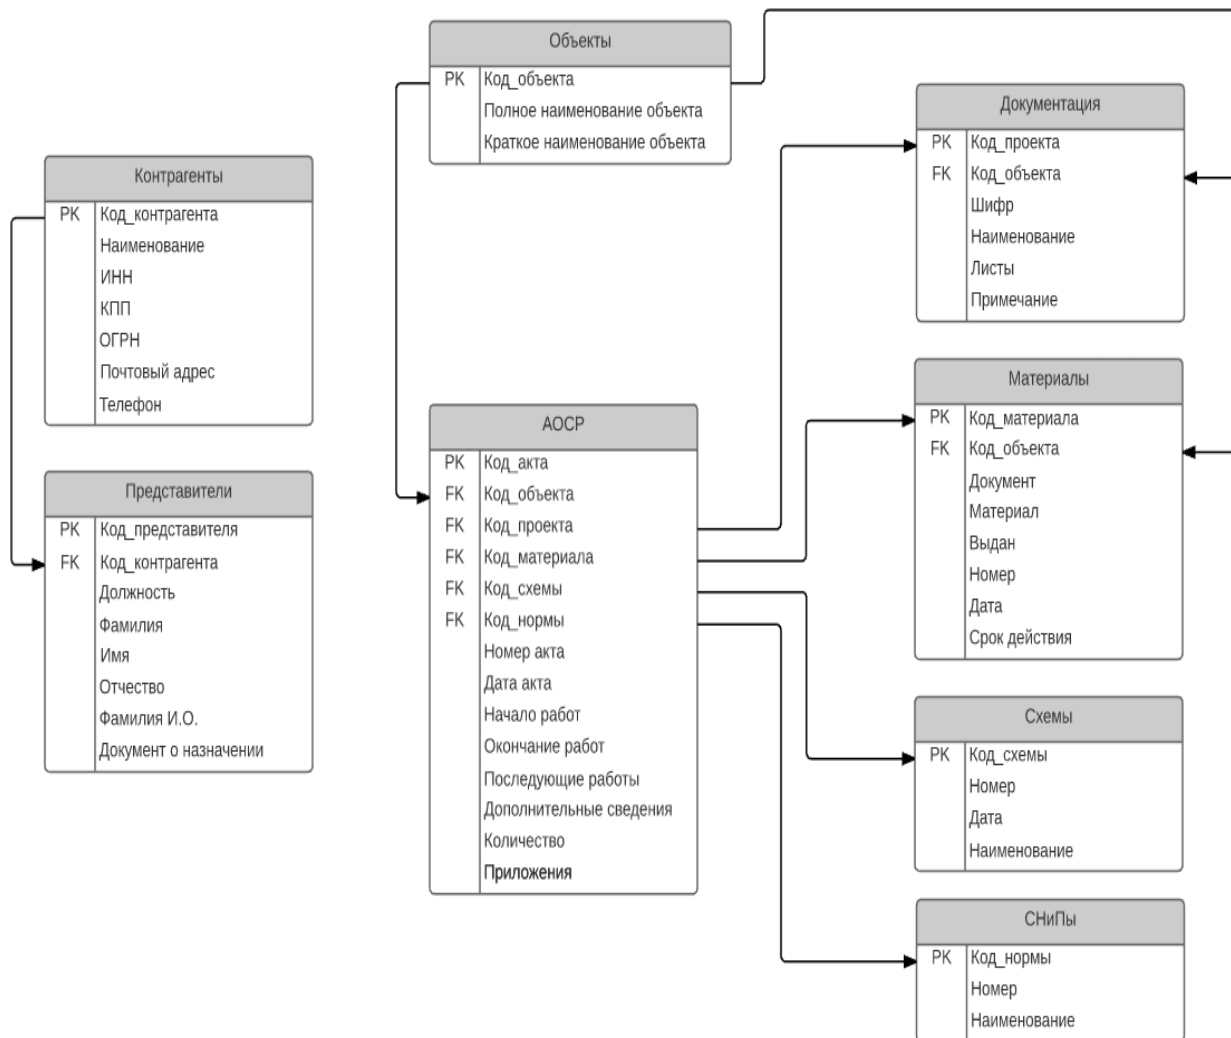 Объекты
PK Код_объекта
Полное наименование объекта
Краткое наименование объекта
Документация
PK Код_проекта
FK Код_объекта
Шифр
Наименование
Листы
Примечание
Контрагенты
PK Код_контрагента
Наименование
ИНН
КПП
ОГРН
Почтовый адрес
Телефон
Материалы
PK Код_материала
FK Код_объекта
Документ
Материал
Выдан
Номер
Дата
Срок действия
АОСР
PK Код_акта
FK Код_объекта
FK Код_проекта
FK Код_материала
FK Код_схемы
FK Код_нормы
Номер акта
Дата акта
Начало работ
Окончание работ
Последующие работы
Дополнительные сведения
Количество
Приложения
Представители
PK Код_представителя
FK Код_контрагента
Должность
Фамилия
Имя
Отчество
Фамилия И.О.
Документ о назначении
Схемы
PK Код_схемы
Номер
Дата
Наименование
СНиПы
PK Код_нормы
Номер
Наименование